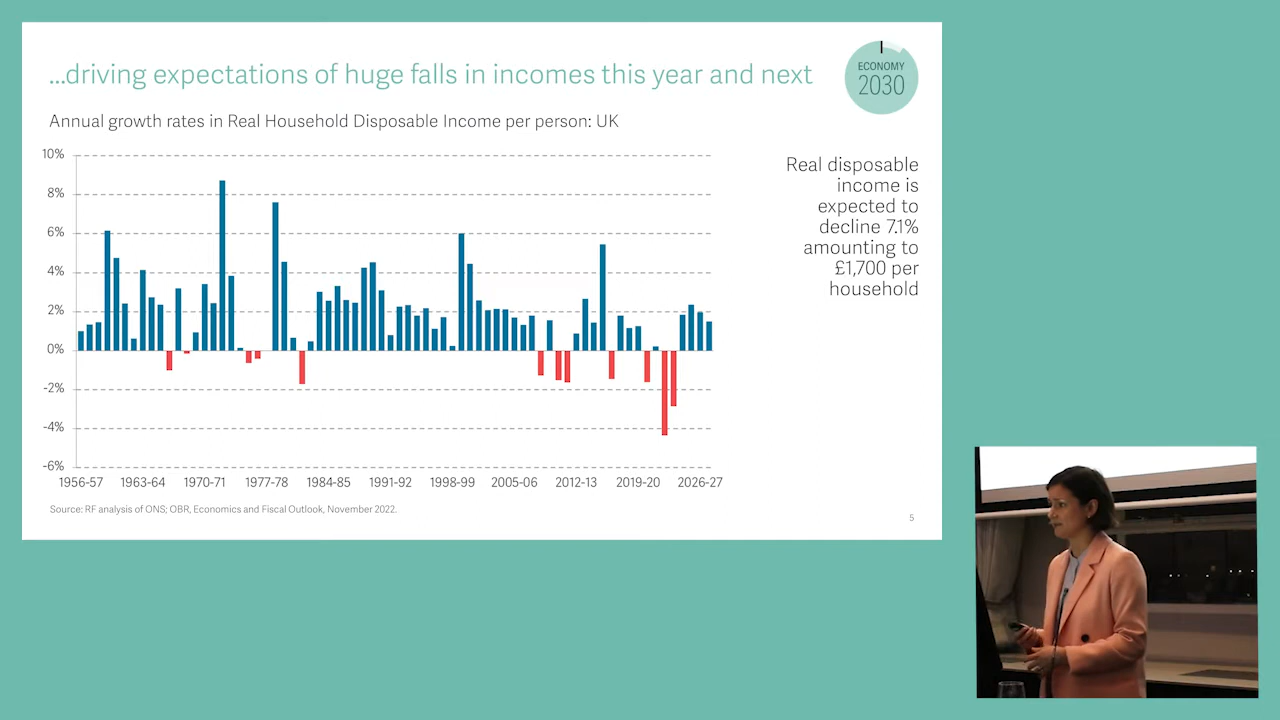 ...driving expectations of huge falls in incomes this year and next
ECONOMY
2030
Annual growth rates in Real Household Disposable Income per person: UK
10%
8%
6%
4%
2%
0%
-2%
-4%
-6%
1956-57 1963-64 1970-71 1977-78 1984-85 1991-92 1998-99 2005-06 2012-13 2019-20 2026-27
Real disposable
income is
expected to
decline 7.1%
amounting to
£1,700 per
household
Source: RF analysis of ONS; OBR, Economics and Fiscal Outlook, November 2022.
5